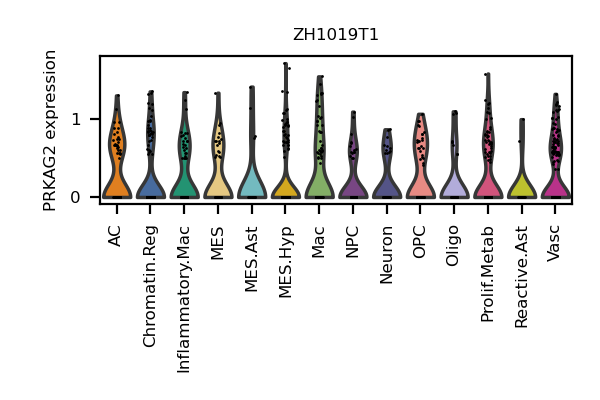 ZH1019T1
PRKAG2 expression
1
0
AC
Chromatin.Reg
Inflammatory.Mac
MES
MES.Ast
MES.Hyp
Mac
NPC
Neuron
OPC
Oligo
Prolif.Metab
Reactive.Ast
Vasc